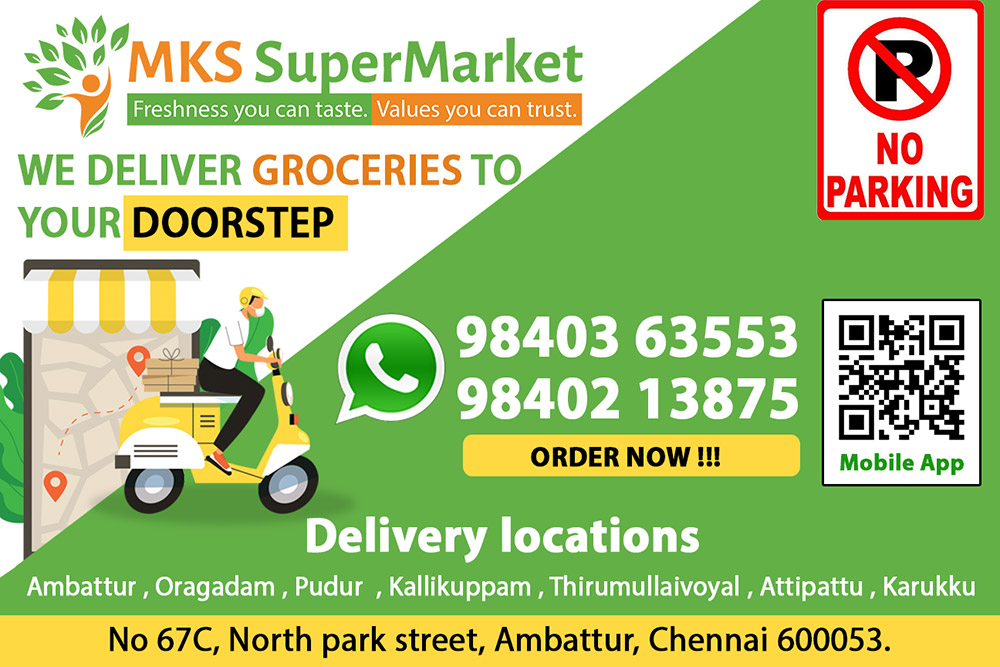 MKS SuperMarket
Freshness you can taste. Values you can trust.
WE DELIVER GROCERIES TO
YOUR DOORSTEP
P
NO
PARKING
98403 63553
98402 13875
ORDER NOW !!!
Mobile App
Delivery locations
Ambattur , Oragadam , Pudur , Kallikuppam , Thirumullaivoyal , Attipattu , Karukku
No 67C, North park street, Ambattur, Chennai 600053.